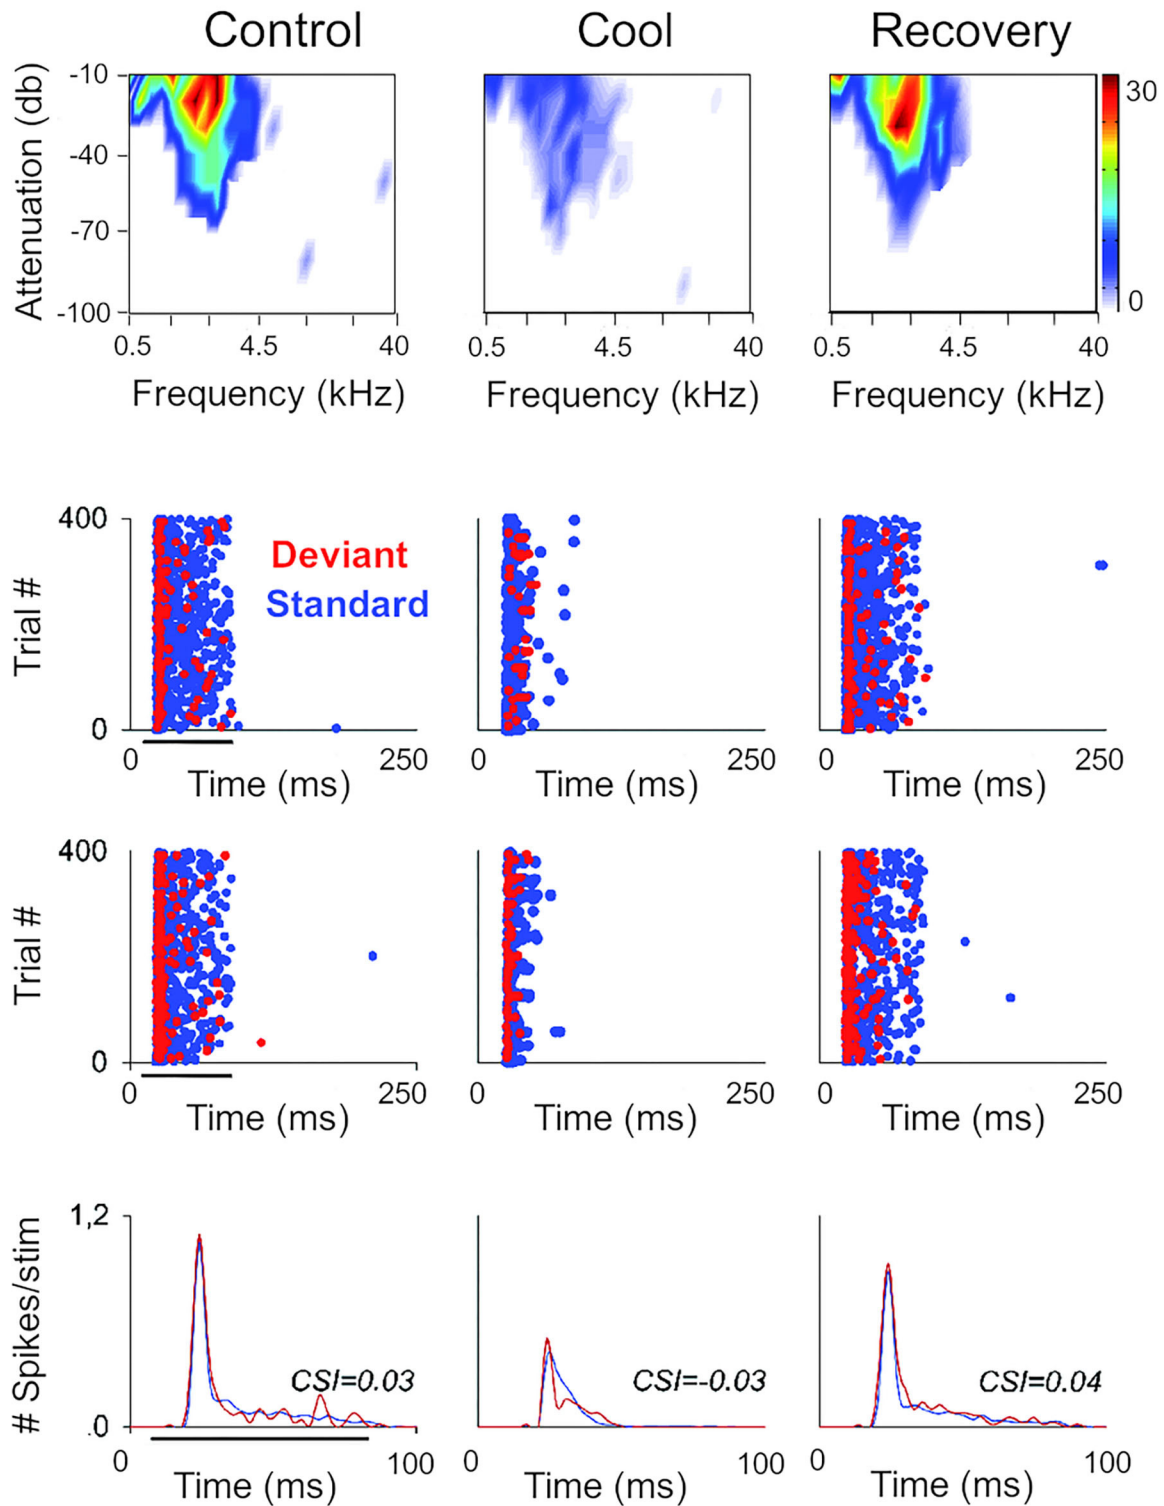 Control Cool Recovery
Attenuation (db)
-10
-40
-70
-100
30
0
0.5 4.5 40 0.5 4.5 40 0.5 4.5 40
Frequency (kHz) Frequency (kHz) Frequency (kHz)
Trial #
400
0
Deviant
Standard
0 250 0 250 0 250
Time (ms) Time (ms) Time (ms)
Trial #
400
0
0 250 0 250 0 250
Time (ms) Time (ms) Time (ms)
# Spikes/stim
1,2
.0
CSI=0.03 CSI=-0.03 CSI=0.04
0 100 0 100 0 100
Time (ms) Time (ms) Time (ms)